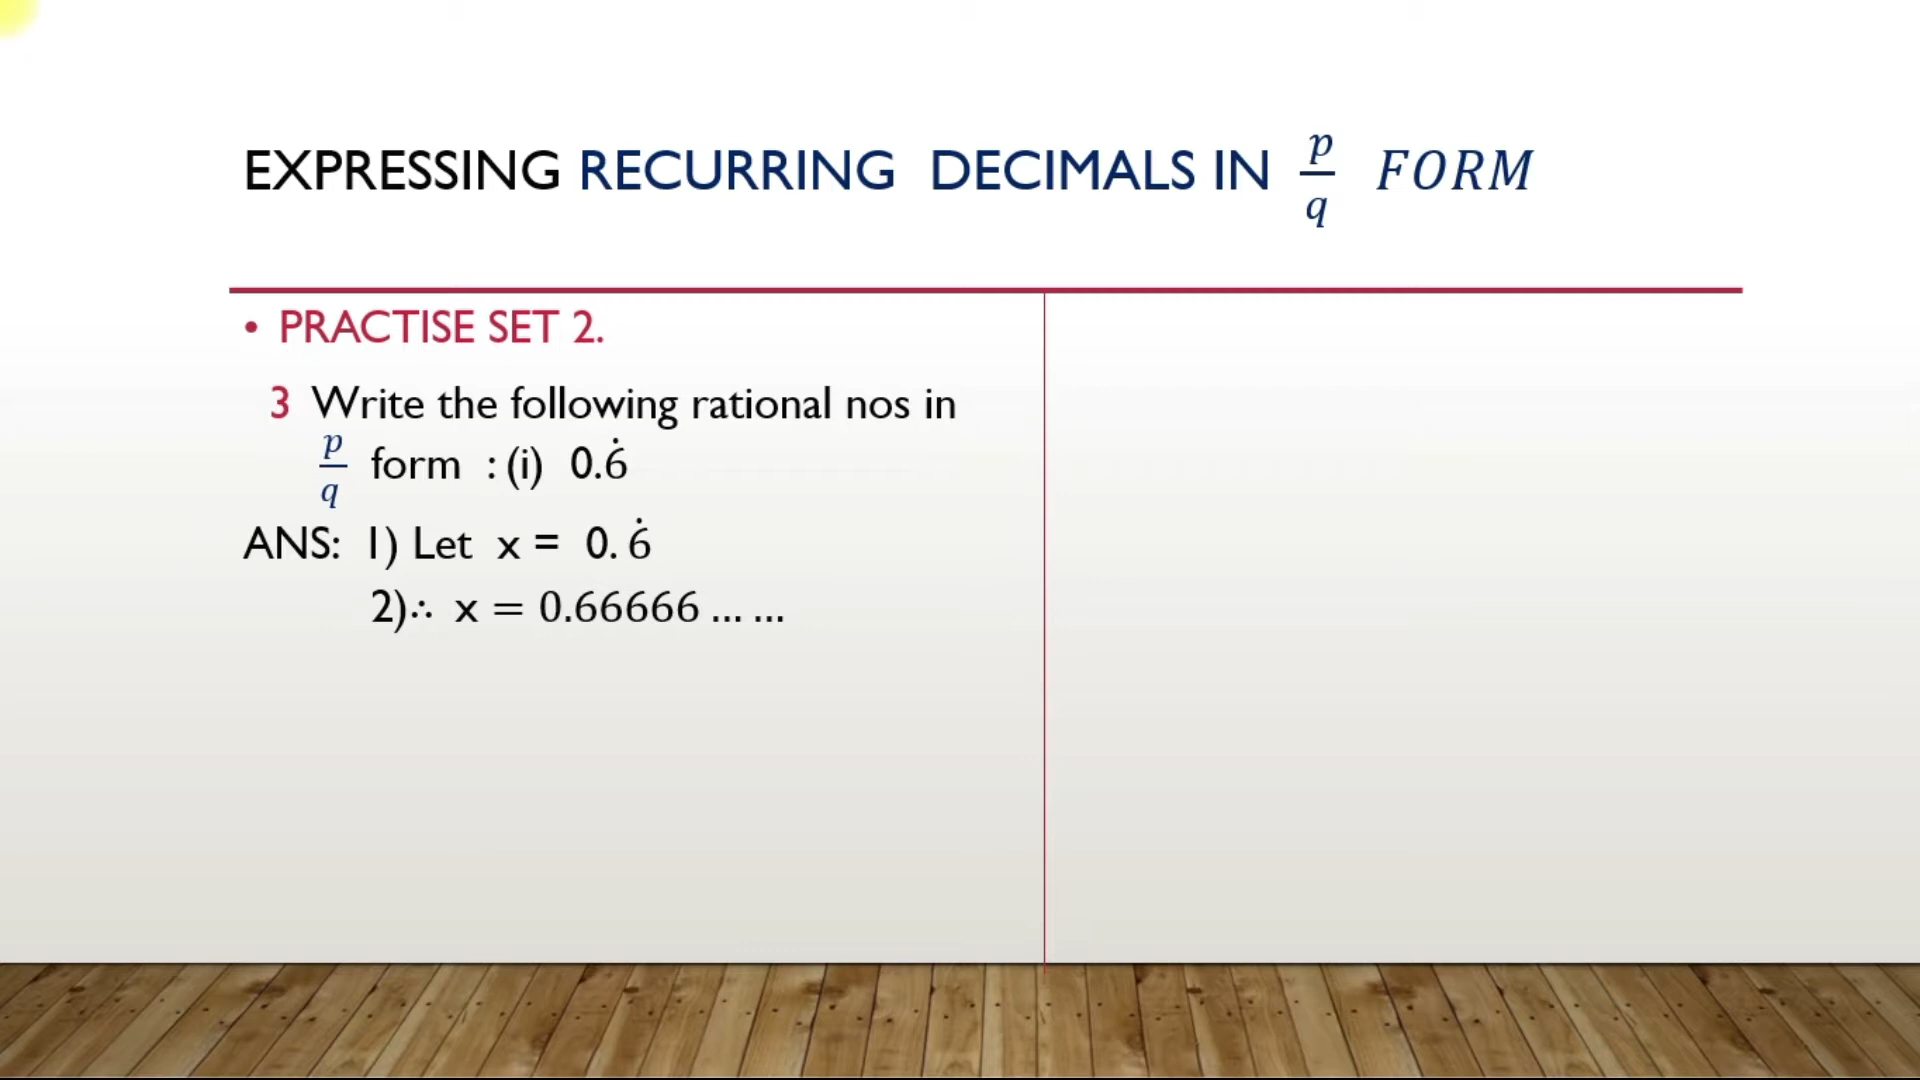 EXPRESSING RECURRING DECIMALS IN p/q FORM
• PRACTISE SET 2.
3 Write the following rational nos in
p/q form : (i) 0.6̇
ANS: 1) Let x = 0. 6̇
2)∴ x = 0.66666 … …